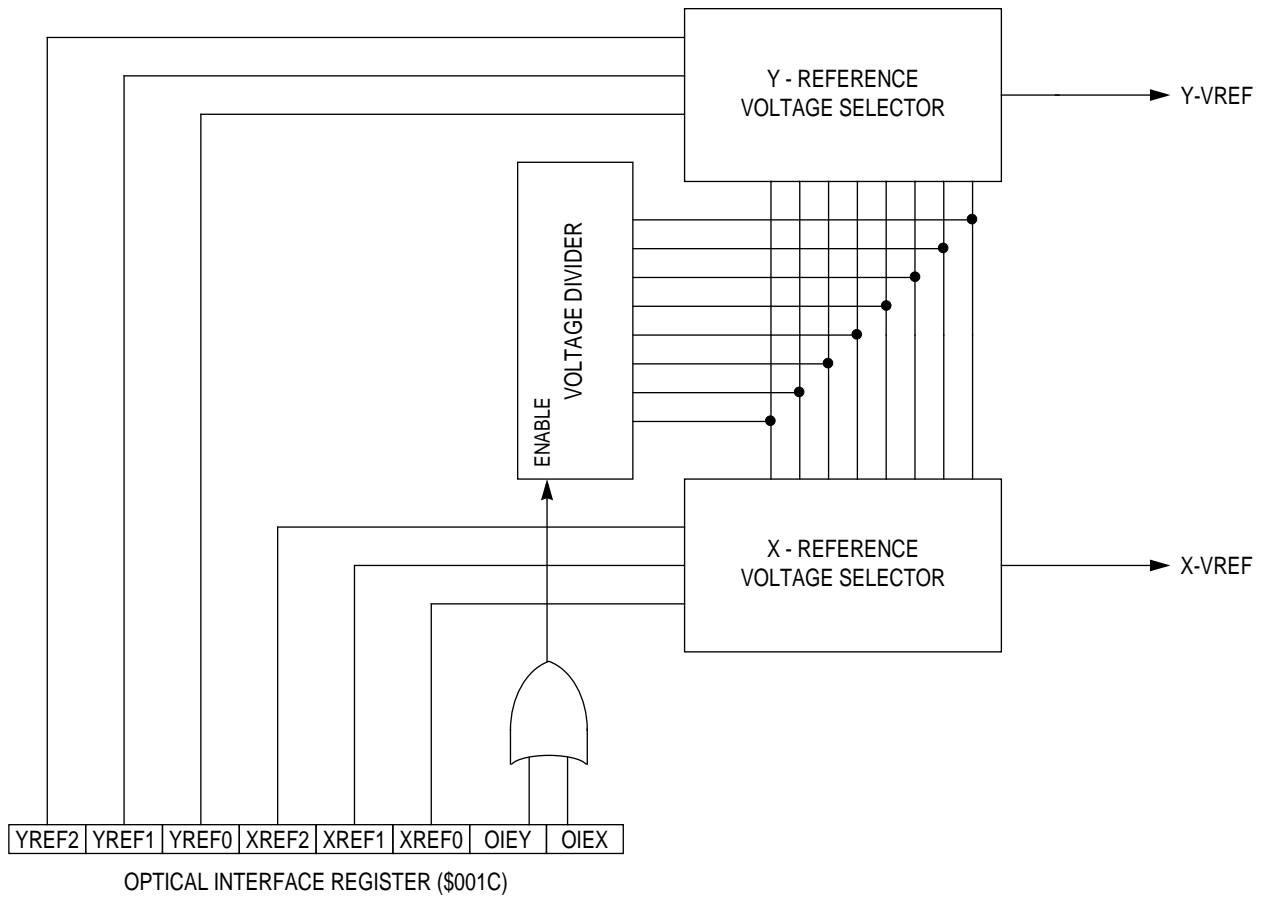 Y - REFERENCE
VOLTAGE SELECTOR
Y-VREF
VOLTAGE DIVIDER
ENABLE
X - REFERENCE
VOLTAGE SELECTOR
X-VREF
YREF2 YREF1 YREF0 XREF2 XREF1 XREF0 OIEY OIEX
OPTICAL INTERFACE REGISTER ($001C)